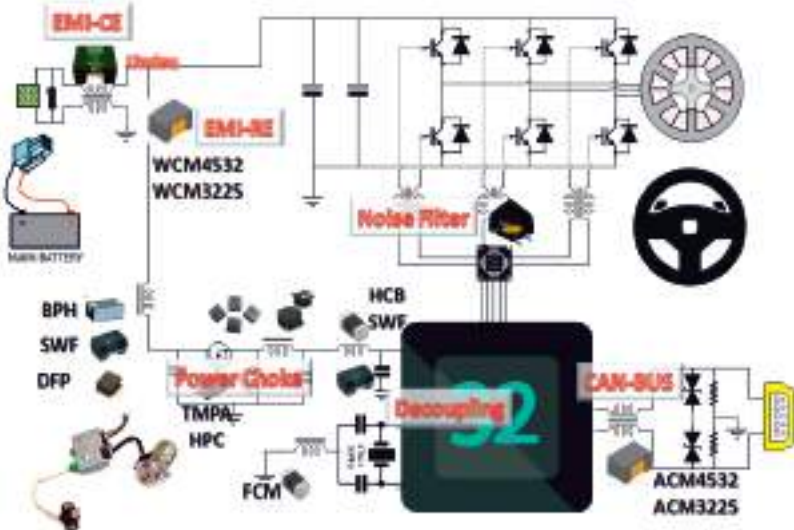 EMI-CE
Choke
EMI-RE
WCM4532
WCM3225
Noise Filter
MAIN BATTERY
BPH
SWF
DFP
HCB
SWF
Power Choke
TMPA
HPC
Decoupling
32
CAN-BUS
FCM
ACM4532
ACM3225